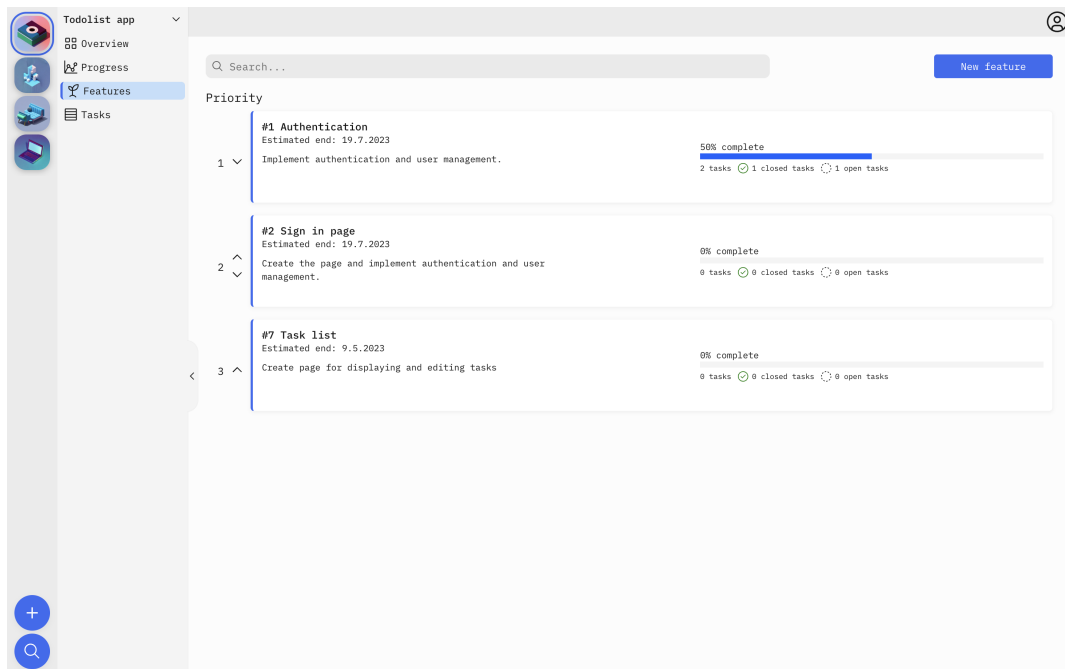 Todolist app
Overview
Progress
Features
Tasks
Search...
New feature
Priority
1
#1 Authentication
Estimated end: 19.7.2023
Implement authentication and user management.
50% complete
2 tasks 1 closed tasks 1 open tasks
2
#2 Sign in page
Estimated end: 19.7.2023
Create the page and implement authentication and user
management.
0% complete
0 tasks 0 closed tasks 0 open tasks
3
#7 Task list
Estimated end: 9.5.2023
Create page for displaying and editing tasks
0% complete
0 tasks 0 closed tasks 0 open tasks